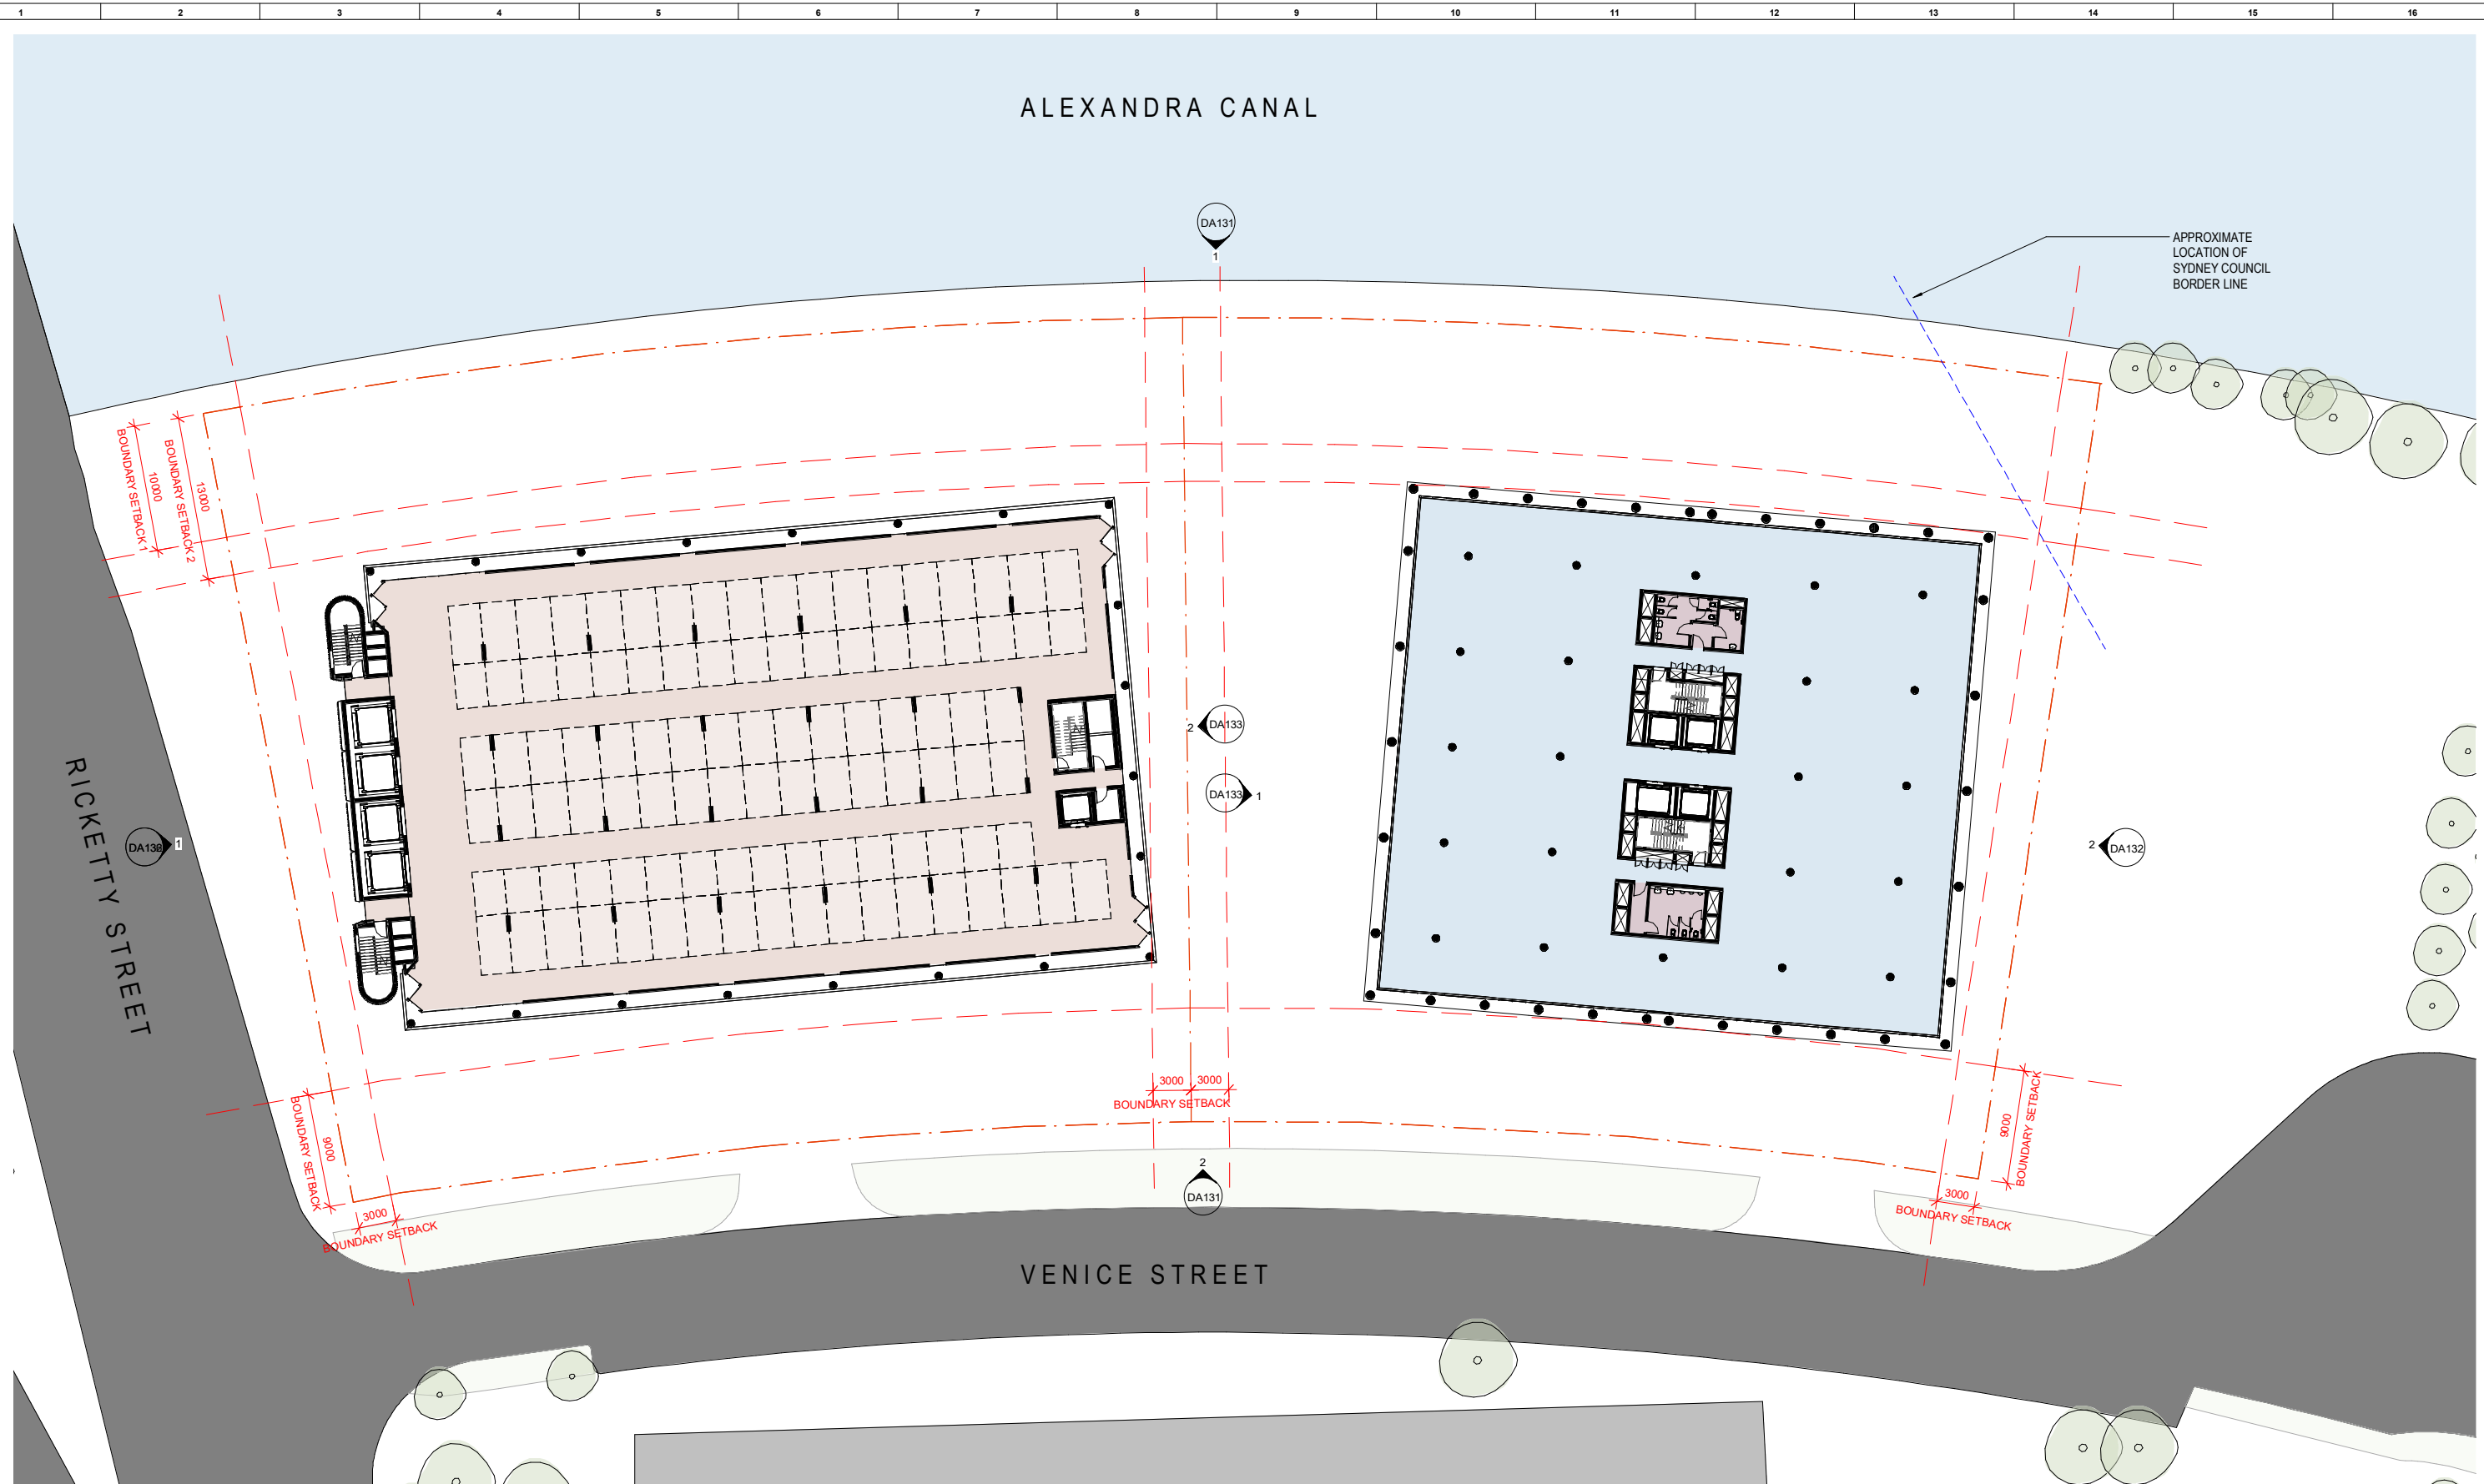 1 2 3 4 5 6 7 8 9 10 11 12 13 14 15 16
ALEXANDRA CANAL
DA131
1
APPROXIMATE
LOCATION OF
SYDNEY COUNCIL
BORDER LINE
BOUNDARY SETBACK 1
10000
BOUNDARY SETBACK 2
13000
2
DA133
DA133
1
RICKETTY STREET
1
2
DA132
3000 3000
BOUNDARY SETBACK
BOUNDARY SETBACK
9000
3000
BOUNDARY SETBACK
9000
BOUNDARY SETBACK
3000
BOUNDARY SETBACK
2
DA131
VENICE STREET